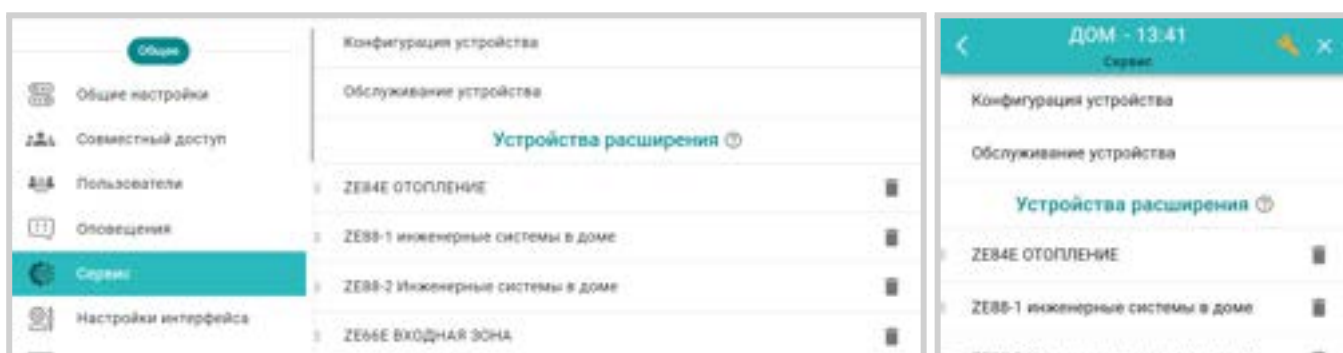 Общие
Общие настройки
Совместный доступ
Пользователи
Оповещения
Сервис
Настройки интерфейса
Конфигурация устройства
Обслуживание устройства
Устройства расширения
ZE84E ОТОПЛЕНИЕ
ZE88-1 инженерные системы в доме
ZE88-2 Инженерные системы в доме
ZE66E ВХОДНАЯ ЗОНА
ДОМ - 13:41
Сервис
Конфигурация устройства
Обслуживание устройства
Устройства расширения
ZE84E ОТОПЛЕНИЕ
ZE88-1 инженерные системы в доме